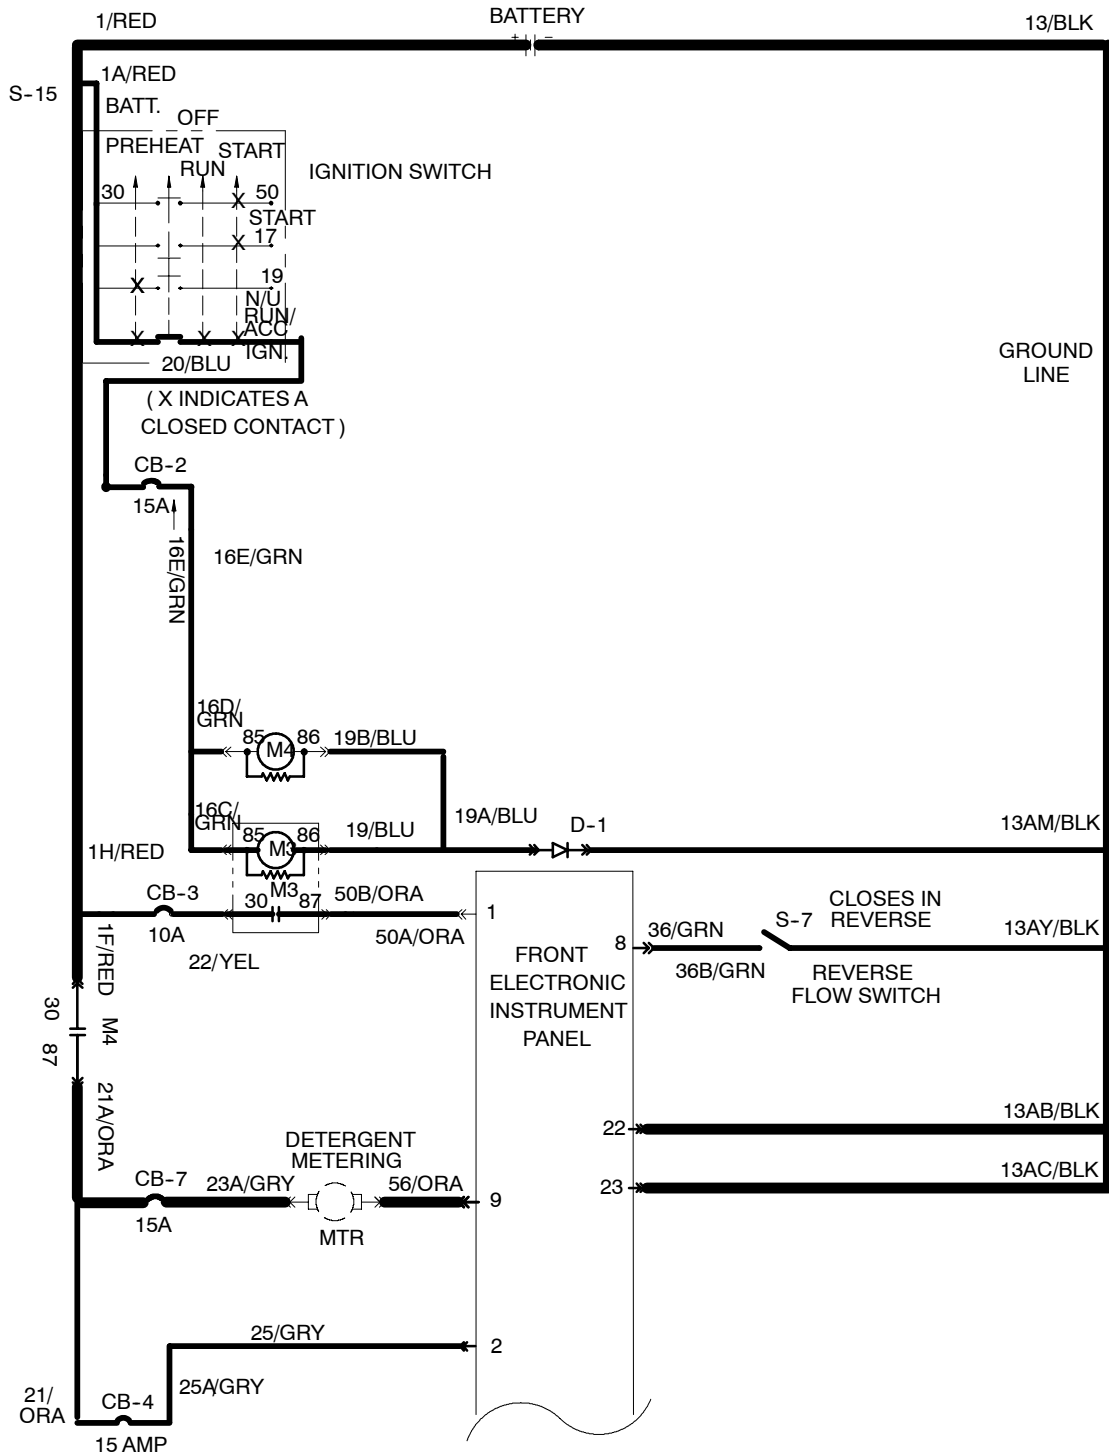 1/RED
BATTERY
13/BLK
+
-
1A/RED
S-15
BATT.
OFF
PREHEAT
START
RUN
IGNITION SWITCH
30
X
50
START
X
17
19
X
N/U
RUN/
ACC
X
X
X
IGN.
20/BLU
GROUND
LINE
( X INDICATES A
CLOSED CONTACT )
CB-2
15A
16E/GRN
16E/GRN
16D/
GRN
85
M4
86
19B/BLU
16C/
GRN
85
M3
86
19/BLU
19A/BLU
D-1
13AM/BLK
1H/RED
M3
CB-3
30
87
50B/ORA
1
10A
50A/ORA
22/YEL
CLOSES IN
REVERSE
S-7
8
36/GRN
13AY/BLK
36B/GRN
REVERSE
FLOW SWITCH
FRONT
ELECTRONIC
INSTRUMENT
PANEL
1F/RED
30
M4
87
21A/ORA
22
13AB/BLK
DETERGENT
METERING
23
13AC/BLK
CB-7
23A/GRY
56/ORA
9
15A
MTR
25/GRY
2
25A/GRY
21/
ORA
CB-4
15 AMP